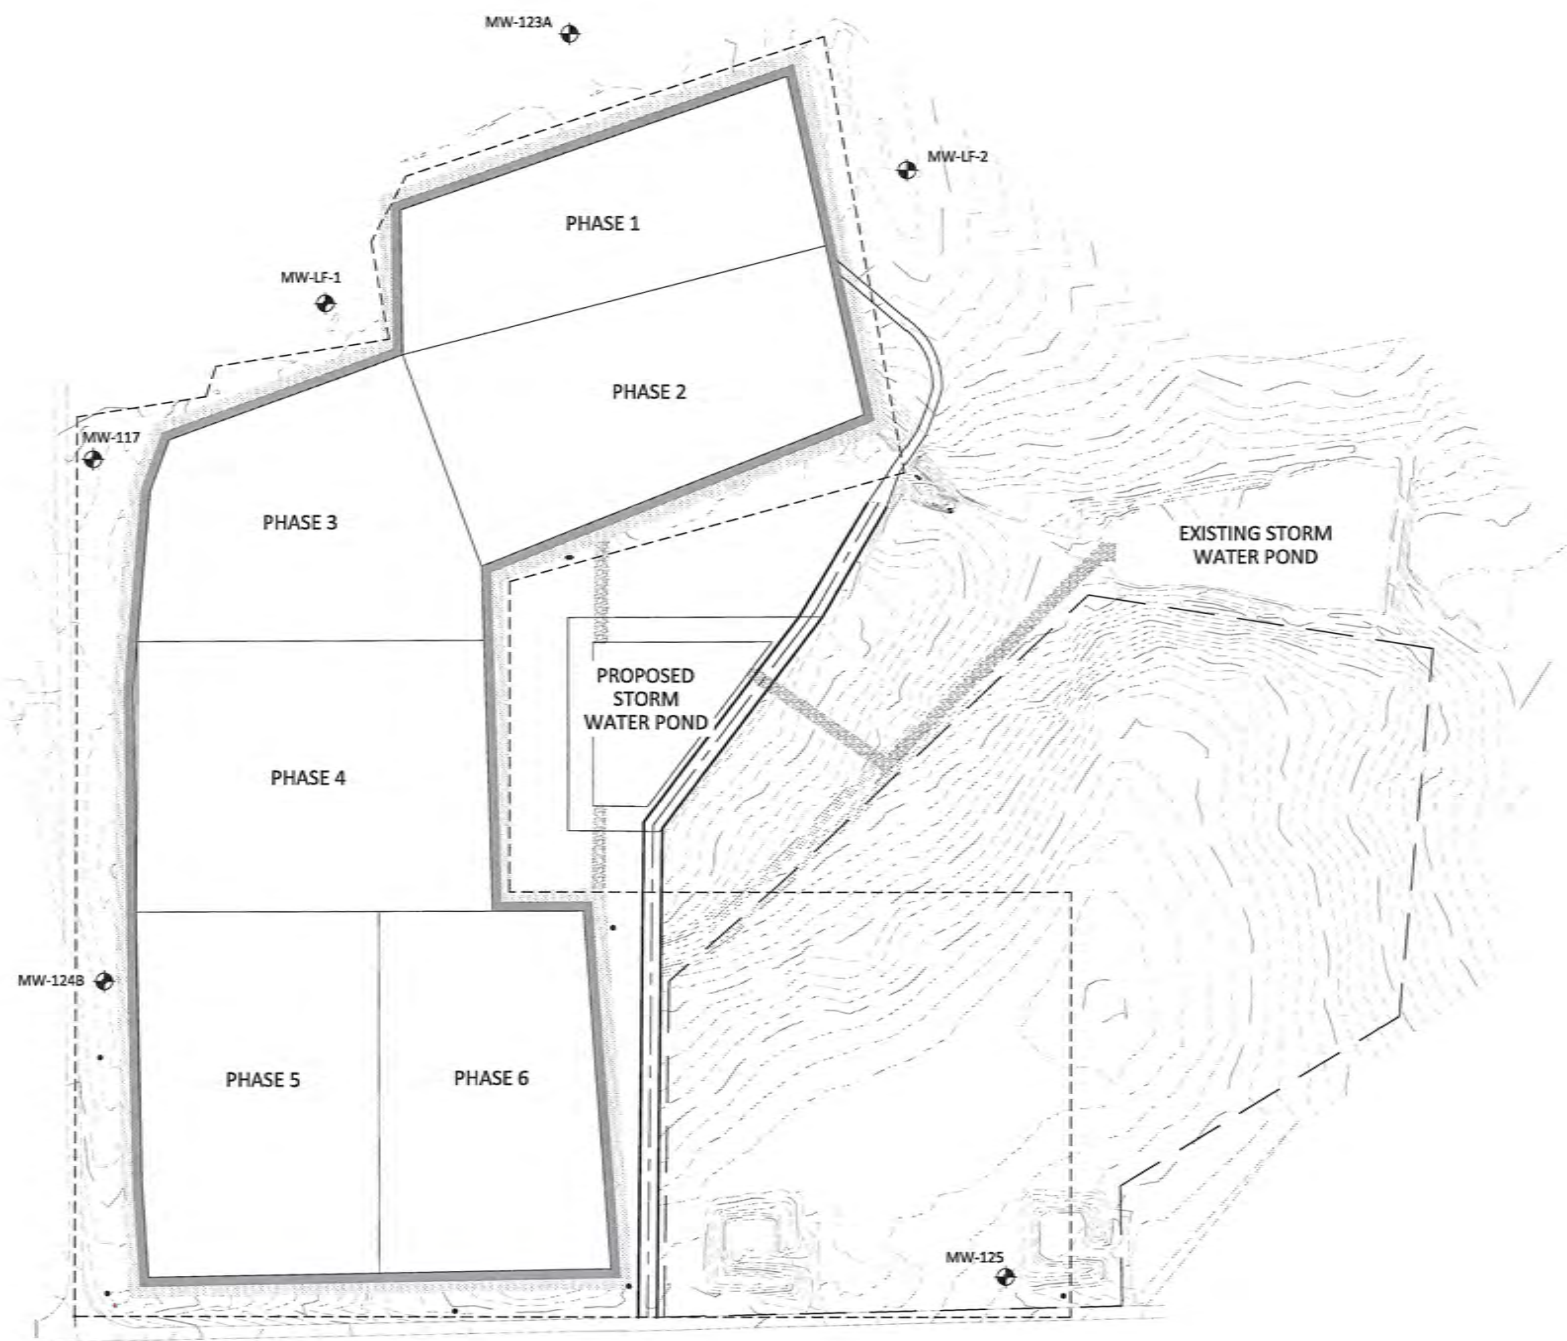 MW-123A
MW-LF-2
PHASE 1
MW-LF-1
PHASE 2
MW-117
PHASE 3
EXISTING STORM
WATER POND
PROPOSED
STORM
WATER POND
PHASE 4
MW-124B
PHASE 5
PHASE 6
MW-125